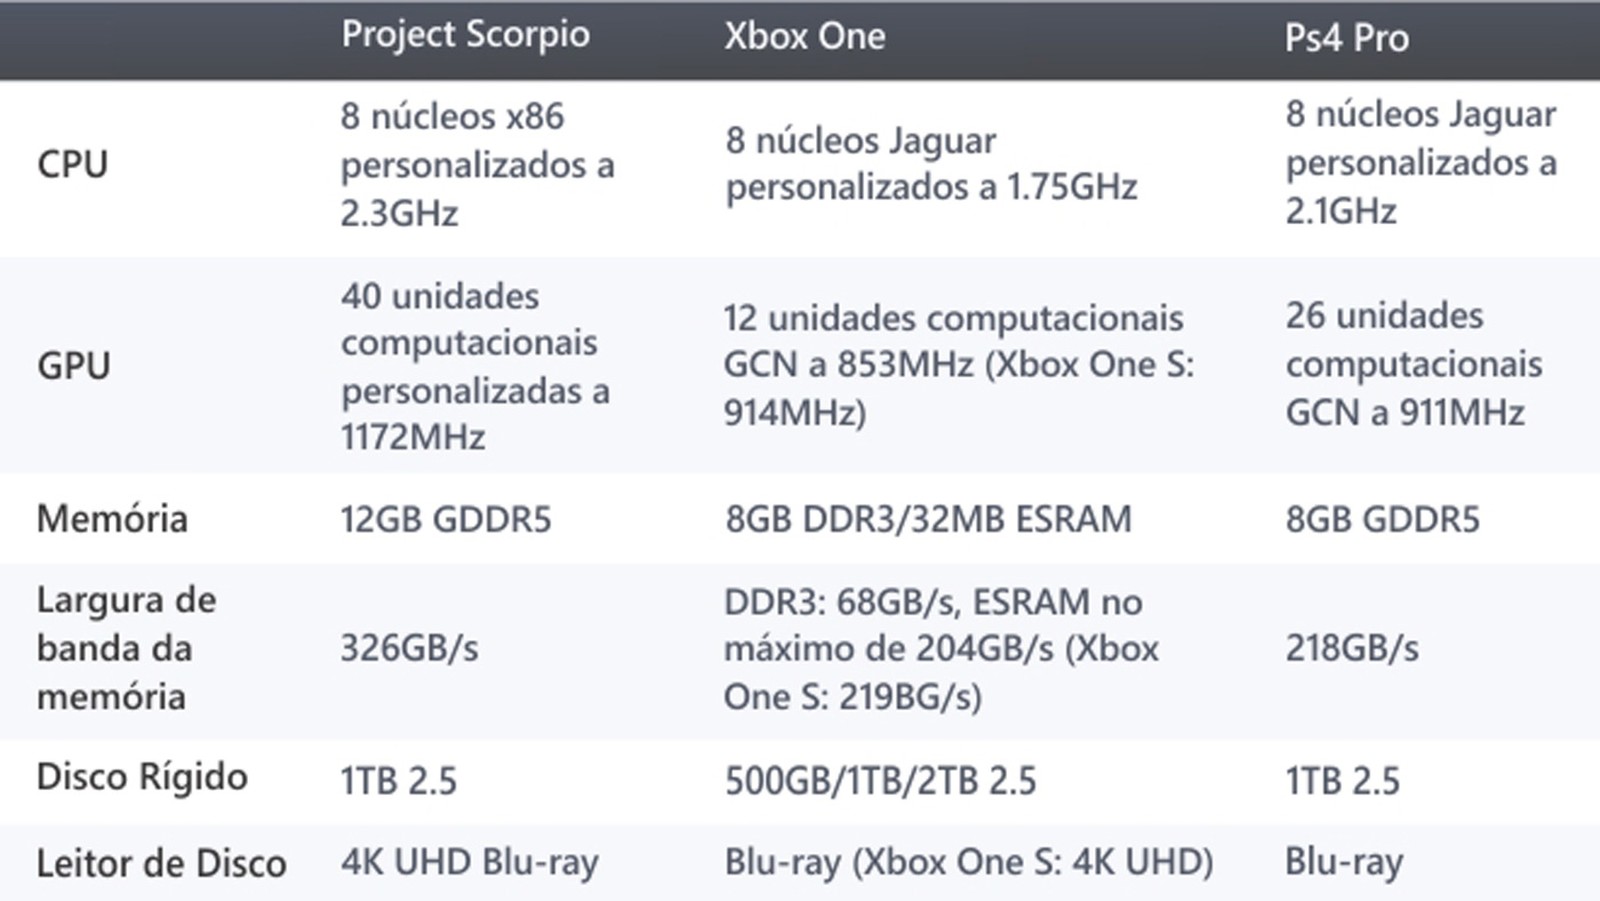 Project Scorpio
Xbox One
Ps4 Pro
CPU
8 núcleos x86
personalizados a
2.3GHz
8 núcleos Jaguar
personalizados a 1.75GHz
8 núcleos Jaguar
personalizados a
2.1GHz
GPU
40 unidades
computacionais
personalizadas a
1172MHz
12 unidades computacionais
GCN a 853MHz (Xbox One S:
914MHz)
26 unidades
computacionais
GCN a 911MHz
Memória
12GB GDDR5
8GB DDR3/32MB ESRAM
8GB GDDR5
Largura de
banda da
memória
326GB/s
DDR3: 68GB/s, ESRAM no
máximo de 204GB/s (Xbox
One S: 219BG/s)
218GB/s
Disco Rígido
1TB 2.5
500GB/1TB/2TB 2.5
1TB 2.5
Leitor de Disco
4K UHD Blu-ray
Blu-ray (Xbox One S: 4K UHD)
Blu-ray